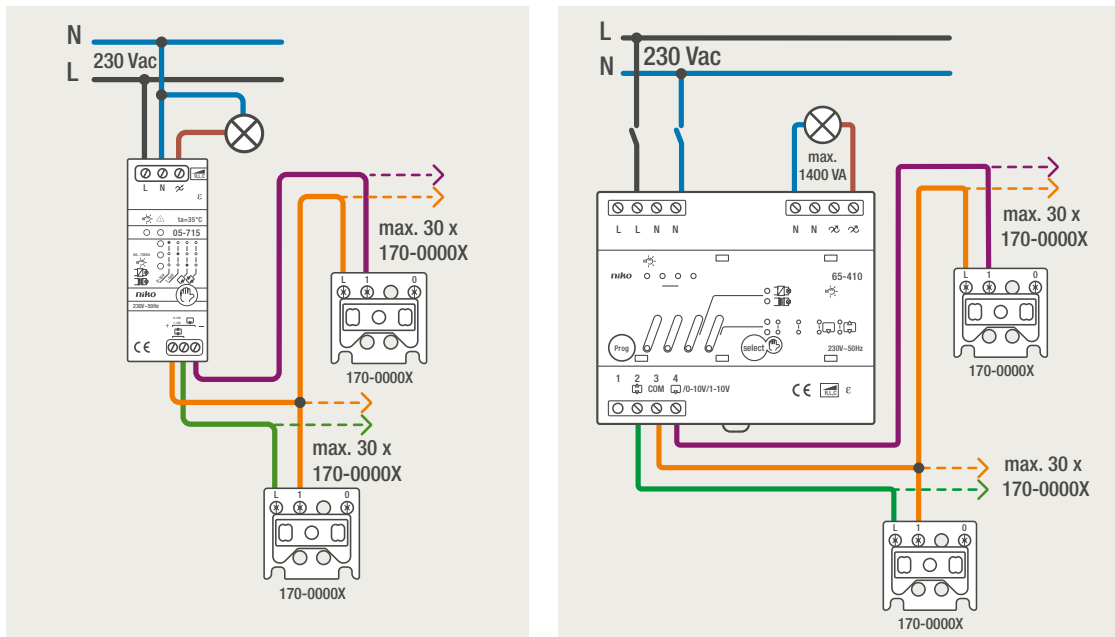 N
230 Vac
L
L N
R,L,C
ε
ta=35°C
05-715
niko
230V~50Hz
+ −
CE
max. 30 x
170-0000X
L 1 0
170-0000X
max. 30 x
170-0000X
L 1 0
170-0000X
L
230 Vac
N
max.
1400 VA
L L N N
N N
niko
65-410
Prog
select
230V~50Hz
1 2 3 4
COM /0-10V/1-10V
CE R,L,C ε
max. 30 x
170-0000X
L 1 0
170-0000X
max. 30 x
170-0000X
L 1 0
170-0000X